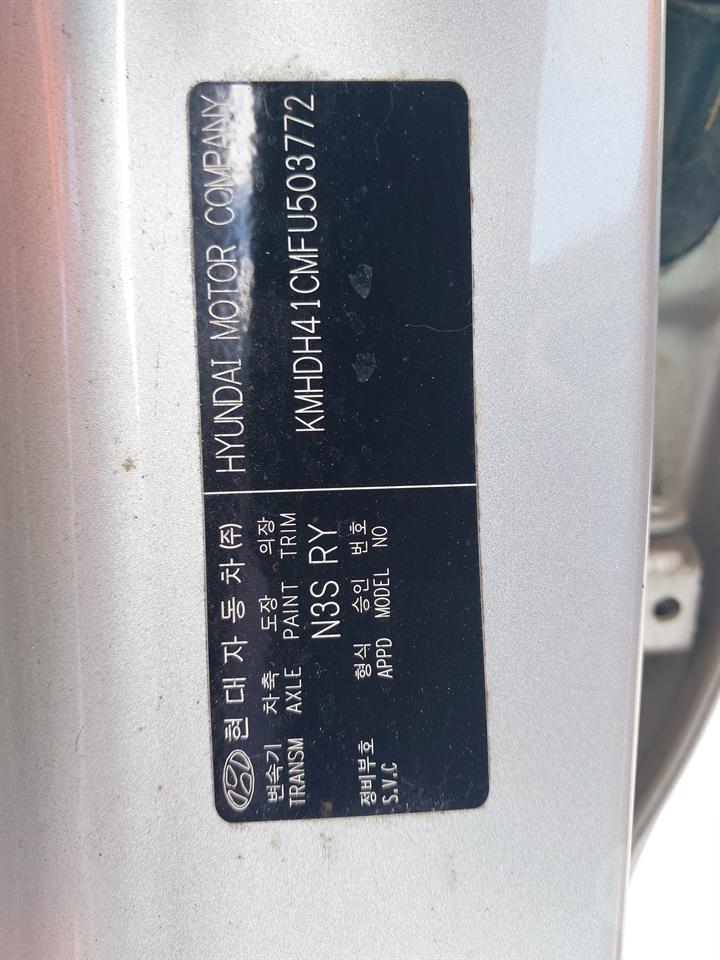 현대자동차(주) HYUNDAI MOTOR COMPANY
변속기 차축 도장 의장
TRANSM AXLE PAINT TRIM
KMHDH41CMFU503772
N3S RY
정비부호 형식 승인 번호
S.V.C APPD MODEL NO